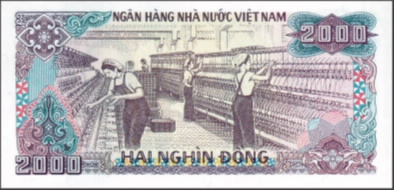 NGÂN HÀNG NHÀ NƯỚC VIỆT NAM
2000
2000
HAI NGHÌN ĐỒNG